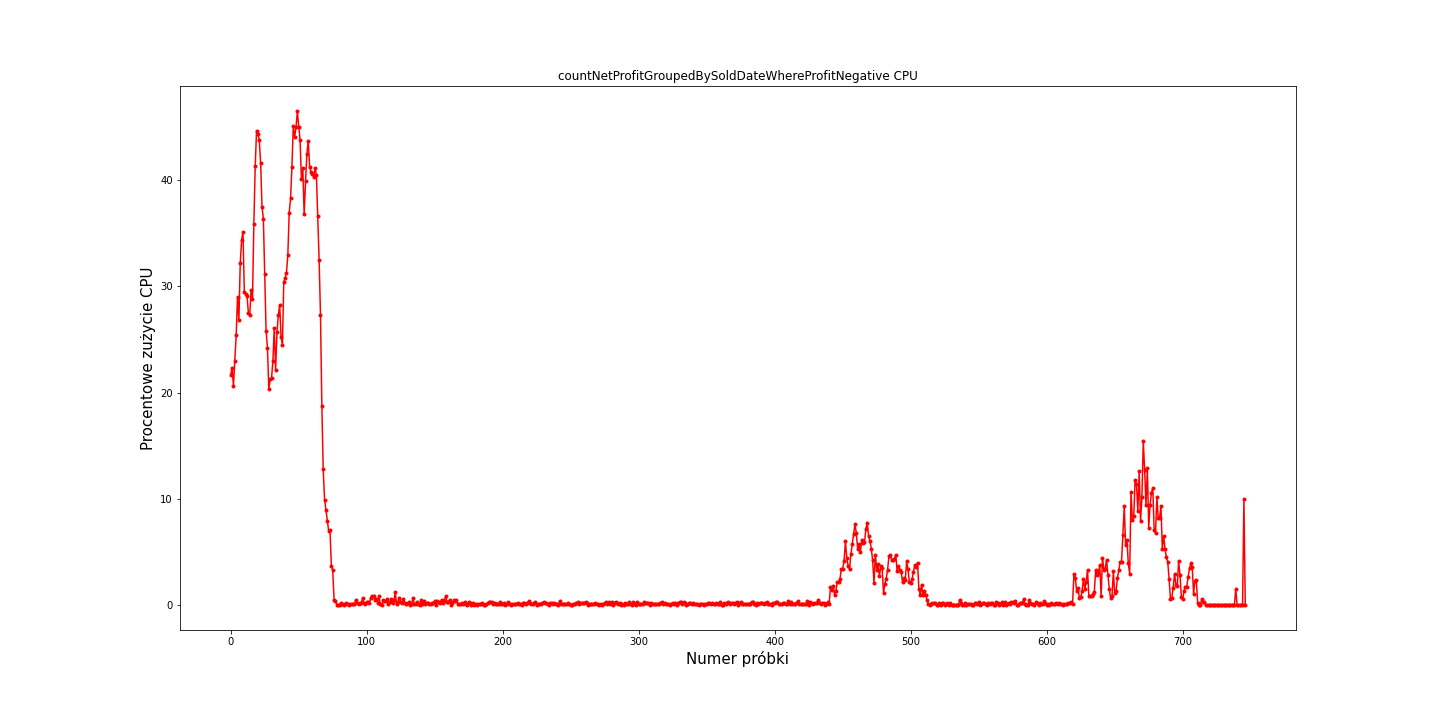 countNetProfitGroupedBySoldDateWhereProfitNegative CPU
Procentowe zużycie CPU
40
30
20
10
0
0 100 200 300 400 500 600 700
Numer próbki